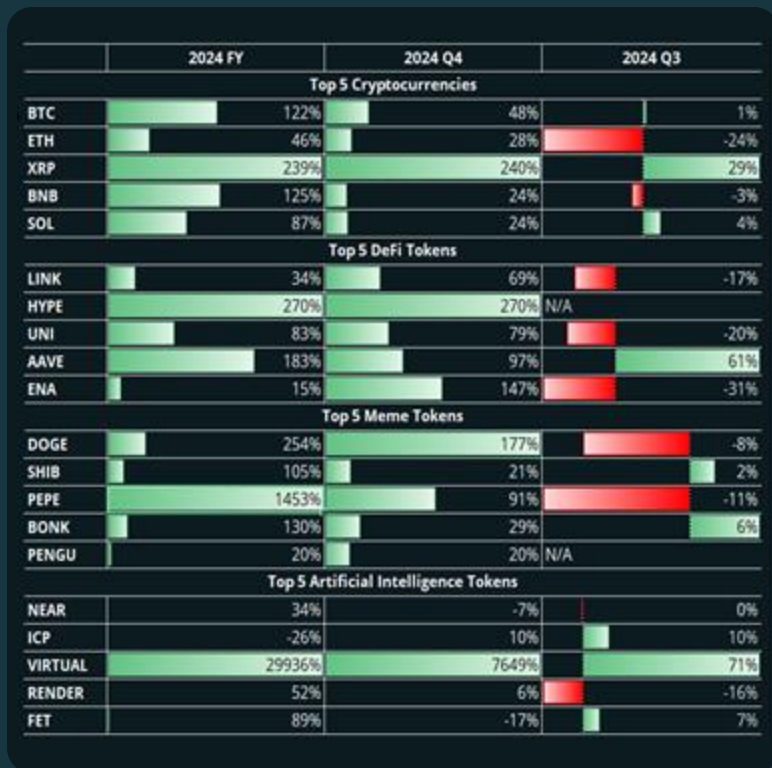 2024 FY 2024 Q4 2024 Q3
Top 5 Cryptocurrencies
BTC 122% 48% 1%
ETH 46% 28% -24%
XRP 239% 240% 29%
BNB 125% 24% -3%
SOL 87% 24% 4%
Top 5 DeFi Tokens
LINK 34% 69% -17%
HYPE 270% 270% N/A
UNI 83% 79% -20%
AAVE 183% 97% 61%
ENA 15% 147% -31%
Top 5 Meme Tokens
DOGE 254% 177% -8%
SHIB 105% 21% 2%
PEPE 1453% 91% -11%
BONK 130% 29% 6%
PENGU 20% 20% N/A
Top 5 Artificial Intelligence Tokens
NEAR 34% -7% 0%
ICP -26% 10% 10%
VIRTUAL 29936% 7649% 71%
RENDER 52% 6% -16%
FET 89% -17% 7%